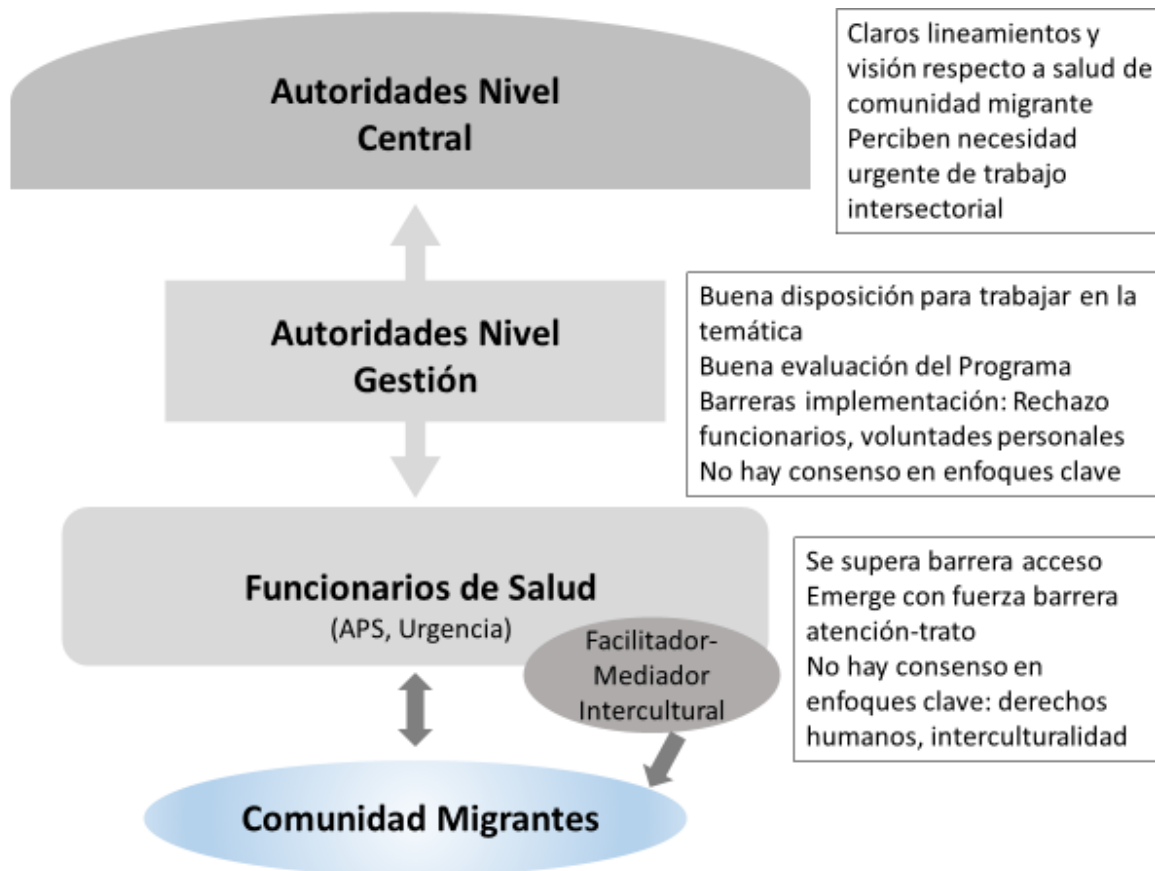 Autoridades Nivel
Central
Claros lineamientos y
visión respecto a salud de
comunidad migrante
Perciben necesidad
urgente de trabajo
intersectorial
Autoridades Nivel
Gestión
Buena disposición para trabajar en la
temática
Buena evaluación del Programa
Barreras implementación: Rechazo
funcionarios, voluntades personales
No hay consenso en enfoques clave
Funcionarios de Salud
(APS, Urgencia)
Facilitador-
Mediador
Intercultural
Se supera barrera acceso
Emerge con fuerza barrera
atención-trato
No hay consenso en
enfoques clave: derechos
humanos, interculturalidad
Comunidad Migrantes